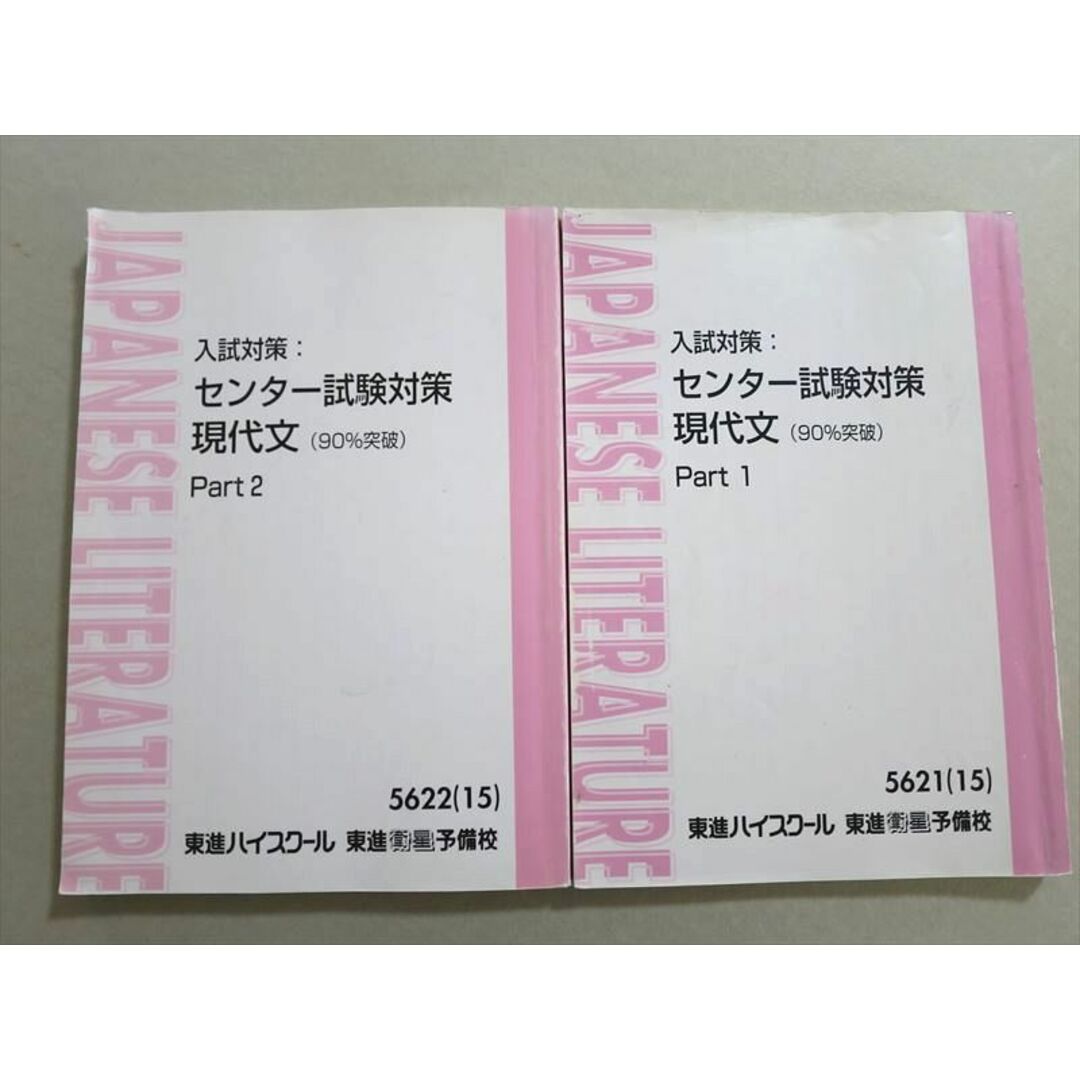 JAPANESE LITERATURE
入試対策:
センター試験対策
現代文(90%突破)
Part 2
5622(15)
東進ハイスクール 東進衛星予備校
JAPANESE LITERATURE
入試対策:
センター試験対策
現代文(90%突破)
Part 1
5621(15)
東進ハイスクール 東進衛星予備校